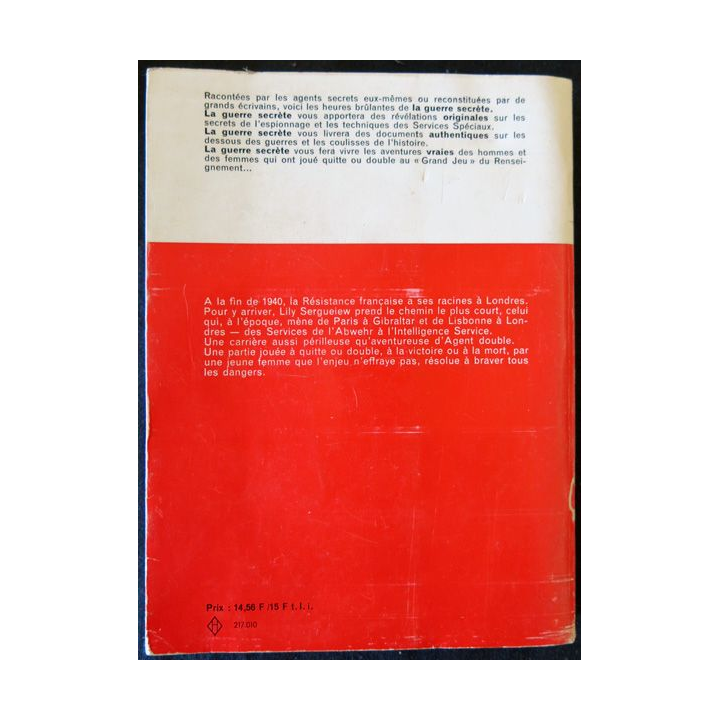 Racontées par les agents secrets eux-mêmes ou reconstituées par de
grands écrivains, voici les heures brûlantes de la guerre secrète.
La guerre secrète vous apportera des révélations originales sur les
secrets de l'espionnage et les techniques des Services Spéciaux.
La guerre secrète vous livrera des documents authentiques sur les
dessous des guerres et les coulisses de l'histoire.
La guerre secrète vous fera vivre les aventures vraies des hommes et
des femmes qui ont joué quitte ou double au « Grand Jeu » du Rensei-
gnement...
A la fin de 1940, la Résistance française a ses racines à Londres.
Pour y arriver, Lily Sergueiew prend le chemin le plus court, celui
qui, à l'époque, mène de Paris à Gibraltar et de Lisbonne à Lon-
dres — des Services de l'Abwehr à l'Intelligence Service.
Une carrière aussi périlleuse qu'aventureuse d'Agent double.
Une partie jouée à quitte ou double, à la victoire ou à la mort, par
une jeune femme que l'enjeu n'effraye pas, résolue à braver tous
les dangers.
Prix : 14,56 F /15 F t.l.i.
H 217.010